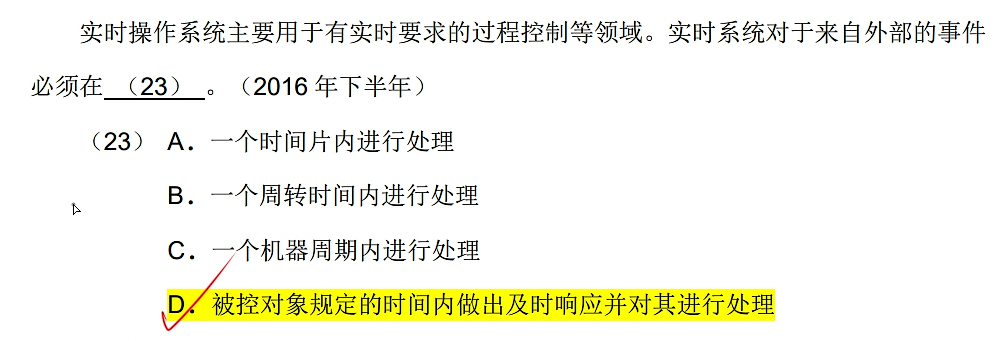 实时操作系统主要用于有实时要求的过程控制等领域。实时系统对于来自外部的事件
必须在 （23） 。（2016 年下半年）
（23） A．一个时间片内进行处理
B．一个周转时间内进行处理
C．一个机器周期内进行处理
D．被控对象规定的时间内做出及时响应并对其进行处理